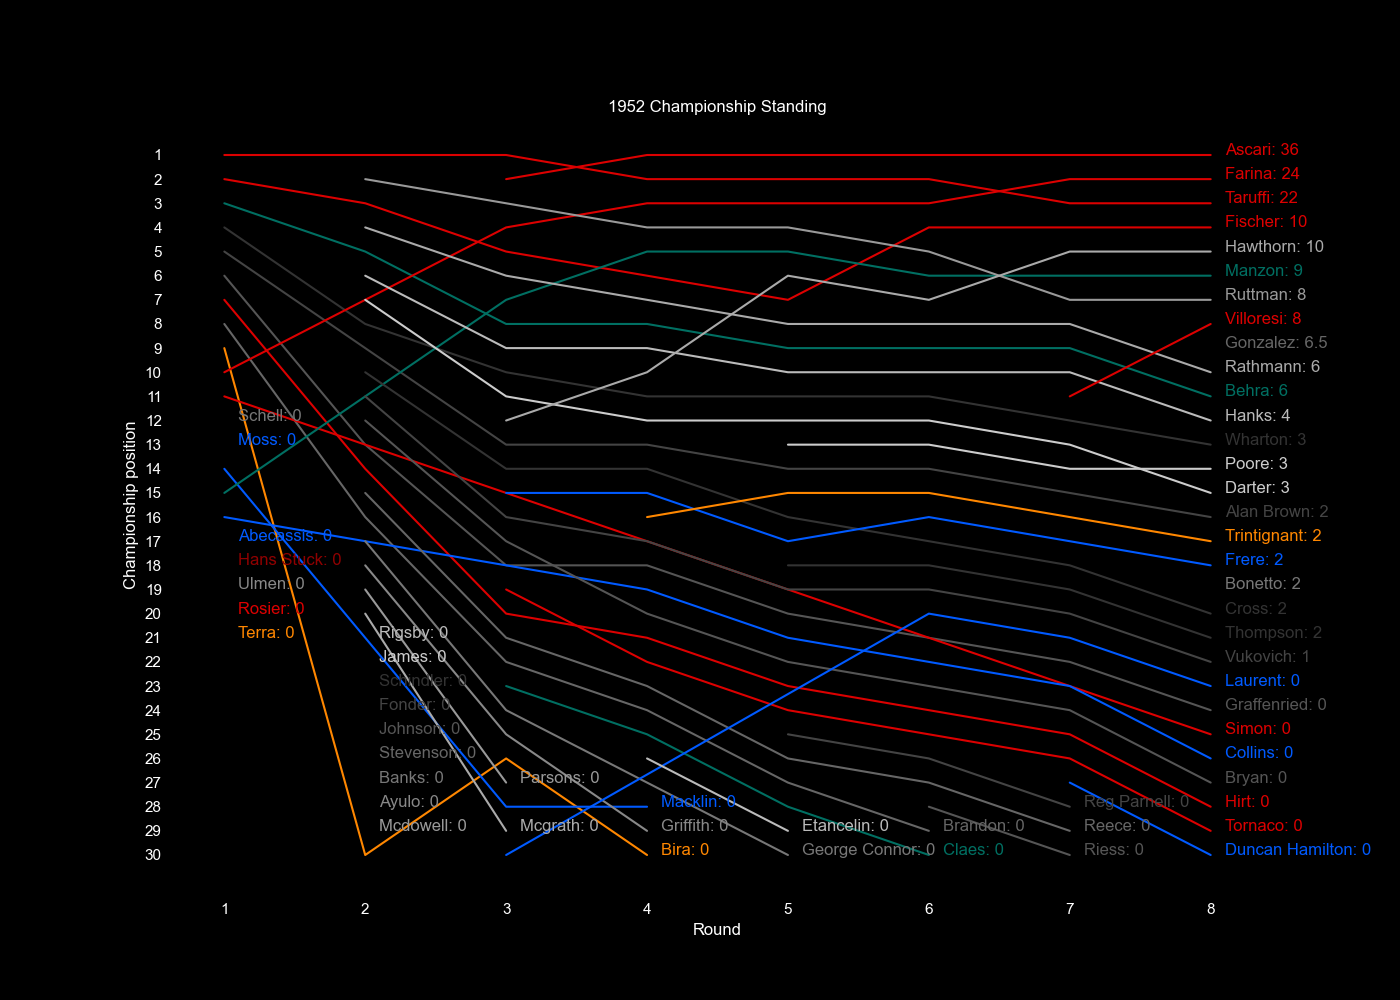 1952 Championship Standing
Championship position
1
2
3
4
5
6
7
8
9
10
11
12
13
14
15
16
17
18
19
20
21
22
23
24
25
26
27
28
29
30
Schell: 0
Moss: 0
Abecassis: 0
Hans Stuck: 0
Ulmen: 0
Rosier: 0
Terra: 0
Rigsby: 0
James: 0
Schindler: 0
Fonder: 0
Johnson: 0
Stevenson: 0
Banks: 0
Ayulo: 0
Mcdowell: 0
Parsons: 0
Mcgrath: 0
Macklin: 0
Griffith: 0
Bira: 0
Etancelin: 0
George Connor: 0
Brandon: 0
Claes: 0
Reg Parnell: 0
Reece: 0
Riess: 0
Ascari: 36
Farina: 24
Taruffi: 22
Fischer: 10
Hawthorn: 10
Manzon: 9
Ruttman: 8
Villoresi: 8
Gonzalez: 6.5
Rathmann: 6
Behra: 6
Hanks: 4
Wharton: 3
Poore: 3
Darter: 3
Alan Brown: 2
Trintignant: 2
Frere: 2
Bonetto: 2
Cross: 2
Thompson: 2
Vukovich: 1
Laurent: 0
Graffenried: 0
Simon: 0
Collins: 0
Bryan: 0
Hirt: 0
Tornaco: 0
Duncan Hamilton: 0
1 2 3 4 5 6 7 8
Round